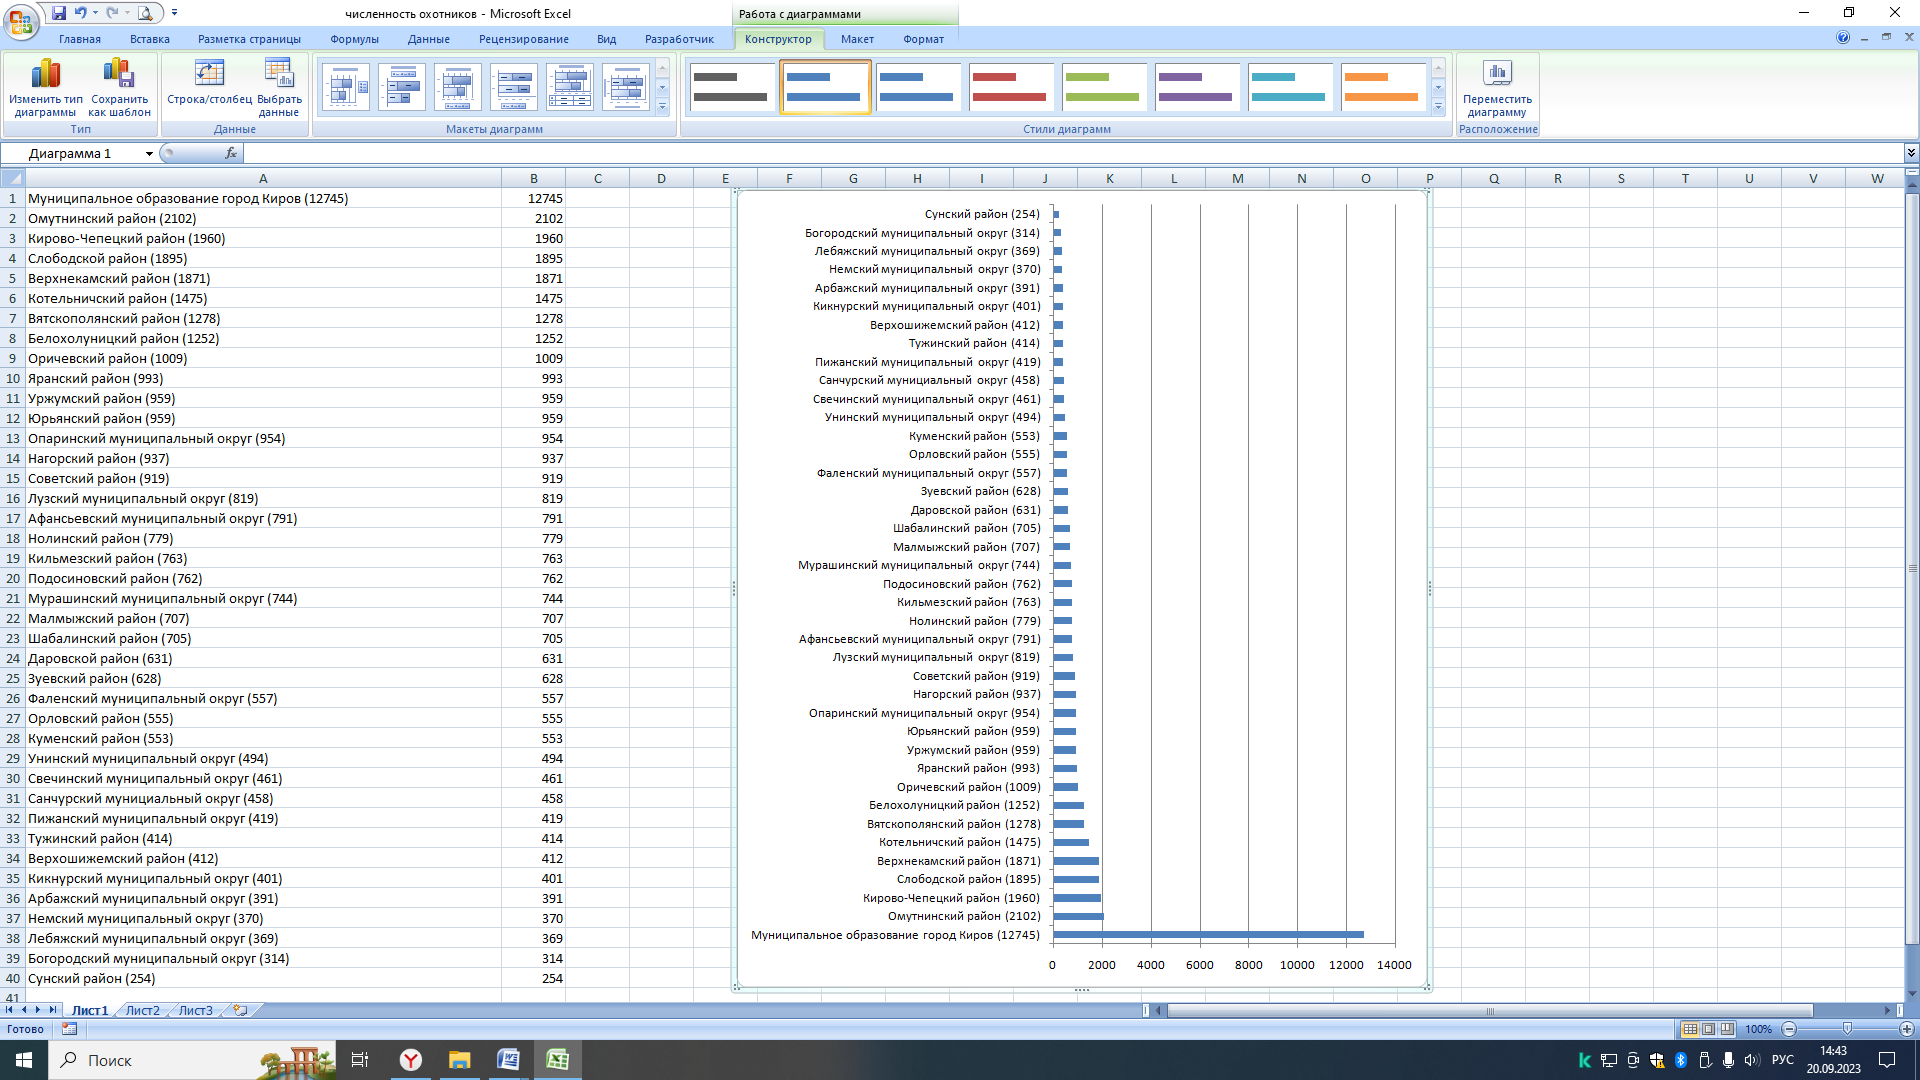 численность охотников - Microsoft Excel
Работа с диаграммами
Главная Вставка Разметка страницы Формулы Данные Рецензирование Вид Разработчик Конструктор Макет Формат
Изменить тип диаграммы
Сохранить как шаблон
Строка/столбец
Выбрать данные
Переместить диаграмму
Тип Данные Макеты диаграмм Стили диаграмм Расположение
Диаграмма 1 fx
A B C D E F G H I J K L M N O P Q R S T U V W
1 Муниципальное образование город Киров (12745) 12745
2 Омутнинский район (2102) 2102
3 Кирово-Чепецкий район (1960) 1960
4 Слободской район (1895) 1895
5 Верхнекамский район (1871) 1871
6 Котельничский район (1475) 1475
7 Вятскополянский район (1278) 1278
8 Белохолуницкий район (1252) 1252
9 Оричевский район (1009) 1009
10 Яранский район (993) 993
11 Уржумский район (959) 959
12 Юрьянский район (959) 959
13 Опаринский муниципальный округ (954) 954
14 Нагорский район (937) 937
15 Советский район (919) 919
16 Лузский муниципальный округ (819) 819
17 Афансьевский муниципальный округ (791) 791
18 Нолинский район (779) 779
19 Кильмезский район (763) 763
20 Подосиновский район (762) 762
21 Мурашинский муниципальный округ (744) 744
22 Малмыжский район (707) 707
23 Шабалинский район (705) 705
24 Даровской район (631) 631
25 Зуевский район (628) 628
26 Фаленский муниципальный округ (557) 557
27 Орловский район (555) 555
28 Куменский район (553) 553
29 Унинский муниципальный округ (494) 494
30 Свечинский муниципальный округ (461) 461
31 Санчурский мунициальный округ (458) 458
32 Пижанский муниципальный округ (419) 419
33 Тужинский район (414) 414
34 Верхошижемский район (412) 412
35 Кикнурский муниципальный округ (401) 401
36 Арбажский муниципальный округ (391) 391
37 Немский муниципальный округ (370) 370
38 Лебяжский муниципальный округ (369) 369
39 Богородский муниципальный округ (314) 314
40 Сунский район (254) 254
41
Сунский район (254)
Богородский муниципальный округ (314)
Лебяжский муниципальный округ (369)
Немский муниципальный округ (370)
Арбажский муниципальный округ (391)
Кикнурский муниципальный округ (401)
Верхошижемский район (412)
Тужинский район (414)
Пижанский муниципальный округ (419)
Санчурский мунициальный округ (458)
Свечинский муниципальный округ (461)
Унинский муниципальный округ (494)
Куменский район (553)
Орловский район (555)
Фаленский муниципальный округ (557)
Зуевский район (628)
Даровской район (631)
Шабалинский район (705)
Малмыжский район (707)
Мурашинский муниципальный округ (744)
Подосиновский район (762)
Кильмезский район (763)
Нолинский район (779)
Афансьевский муниципальный округ (791)
Лузский муниципальный округ (819)
Советский район (919)
Нагорский район (937)
Опаринский муниципальный округ (954)
Юрьянский район (959)
Уржумский район (959)
Яранский район (993)
Оричевский район (1009)
Белохолуницкий район (1252)
Вятскополянский район (1278)
Котельничский район (1475)
Верхнекамский район (1871)
Слободской район (1895)
Кирово-Чепецкий район (1960)
Омутнинский район (2102)
Муниципальное образование город Киров (12745)
0 2000 4000 6000 8000 10000 12000 14000
Лист1 Лист2 Лист3
Готово 100%
Поиск
РУС
14:43
20.09.2023